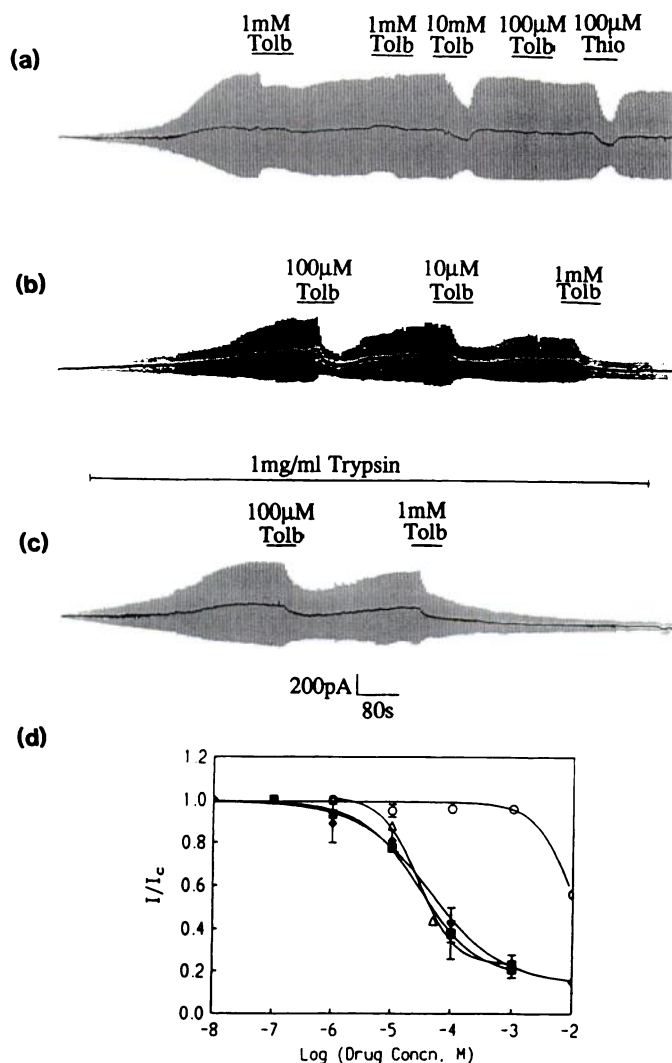 1mM 1mM 10mM 100μM 100μM
Tolb Tolb Tolb Tolb Thio
(a)
100μM 10μM 1mM
Tolb Tolb Tolb
(b)
1mg/ml Trypsin
100μM 1mM
Tolb Tolb
(c)
200pA
80s
(d)
1.2
1.0
0.8
0.6
0.4
0.2
0.0
I/Ic
-8 -7 -6 -5 -4 -3 -2
Log (Drug Concn, M)